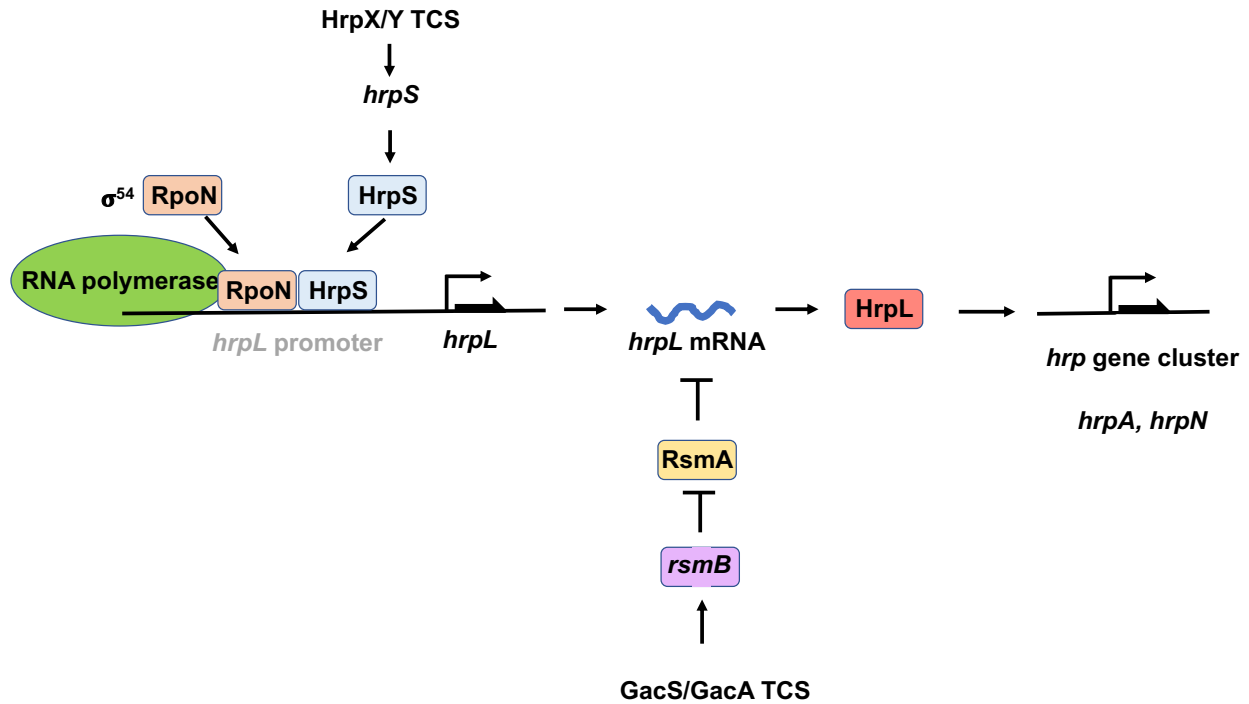 HrpX/Y TCS
hrpS
σ54 RpoN
HrpS
RNA polymerase
RpoN
HrpS
hrpL promoter
hrpL
hrpL mRNA
HrpL
hrp gene cluster
hrpA, hrpN
RsmA
rsmB
GacS/GacA TCS